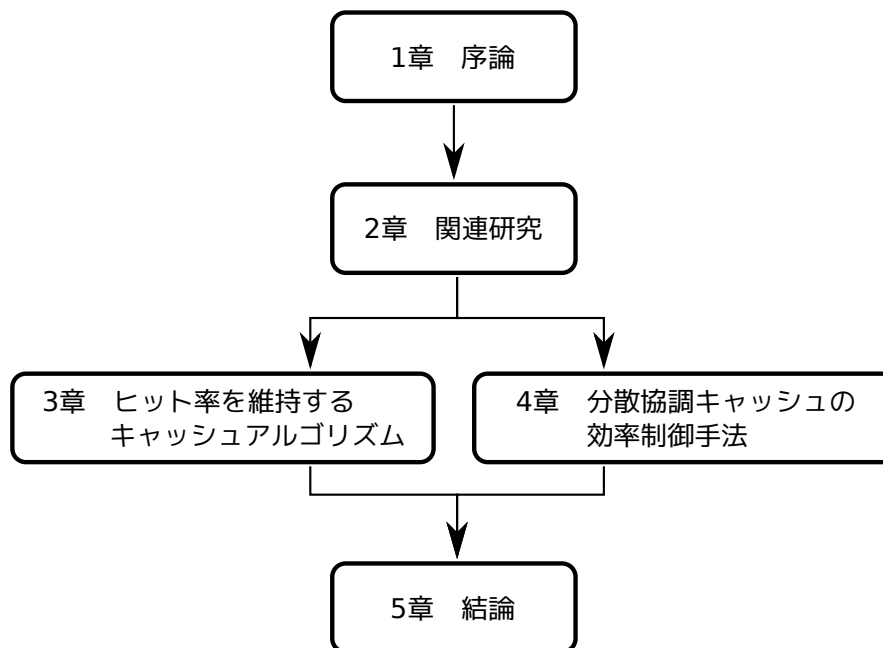 1章　序論
2章　関連研究
3章　ヒット率を維持する
キャッシュアルゴリズム
4章　分散協調キャッシュの
効率制御手法
5章　結論